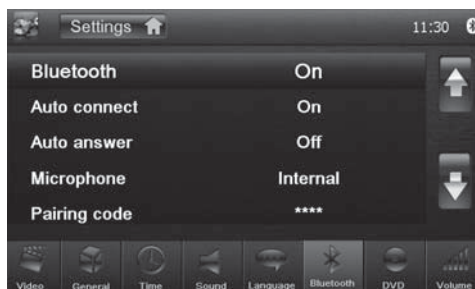 Settings 11:30
Bluetooth On
Auto connect On
Auto answer Off
Microphone Internal
Pairing code ****
Video General Time Sound Language Bluetooth DVD Volume